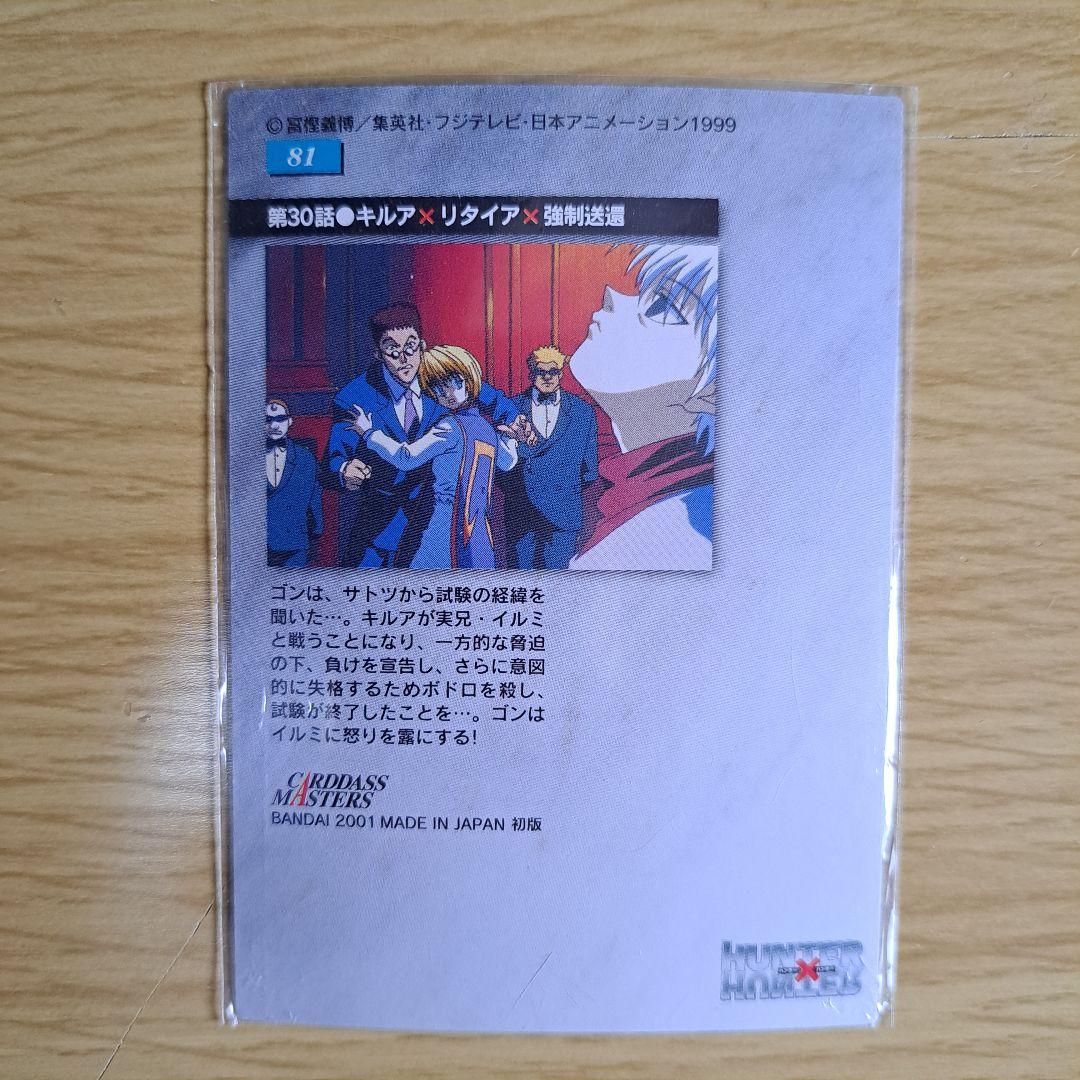 ©冨樫義博／集英社・フジテレビ・日本アニメーション1999
81
第30話●キルア×リタイア×強制送還
ゴンは、サトツから試験の経緯を
聞いた…。キルアが実兄・イルミ
と戦うことになり、一方的な脅迫
の下、負けを宣告し、さらに意図
的に失格するためボドロを殺し、
試験が終了したことを…。ゴンは
イルミに怒りを露にする!
CARDDASS
MASTERS
BANDAI 2001 MADE IN JAPAN 初版
HUNTER
×
HUNTER